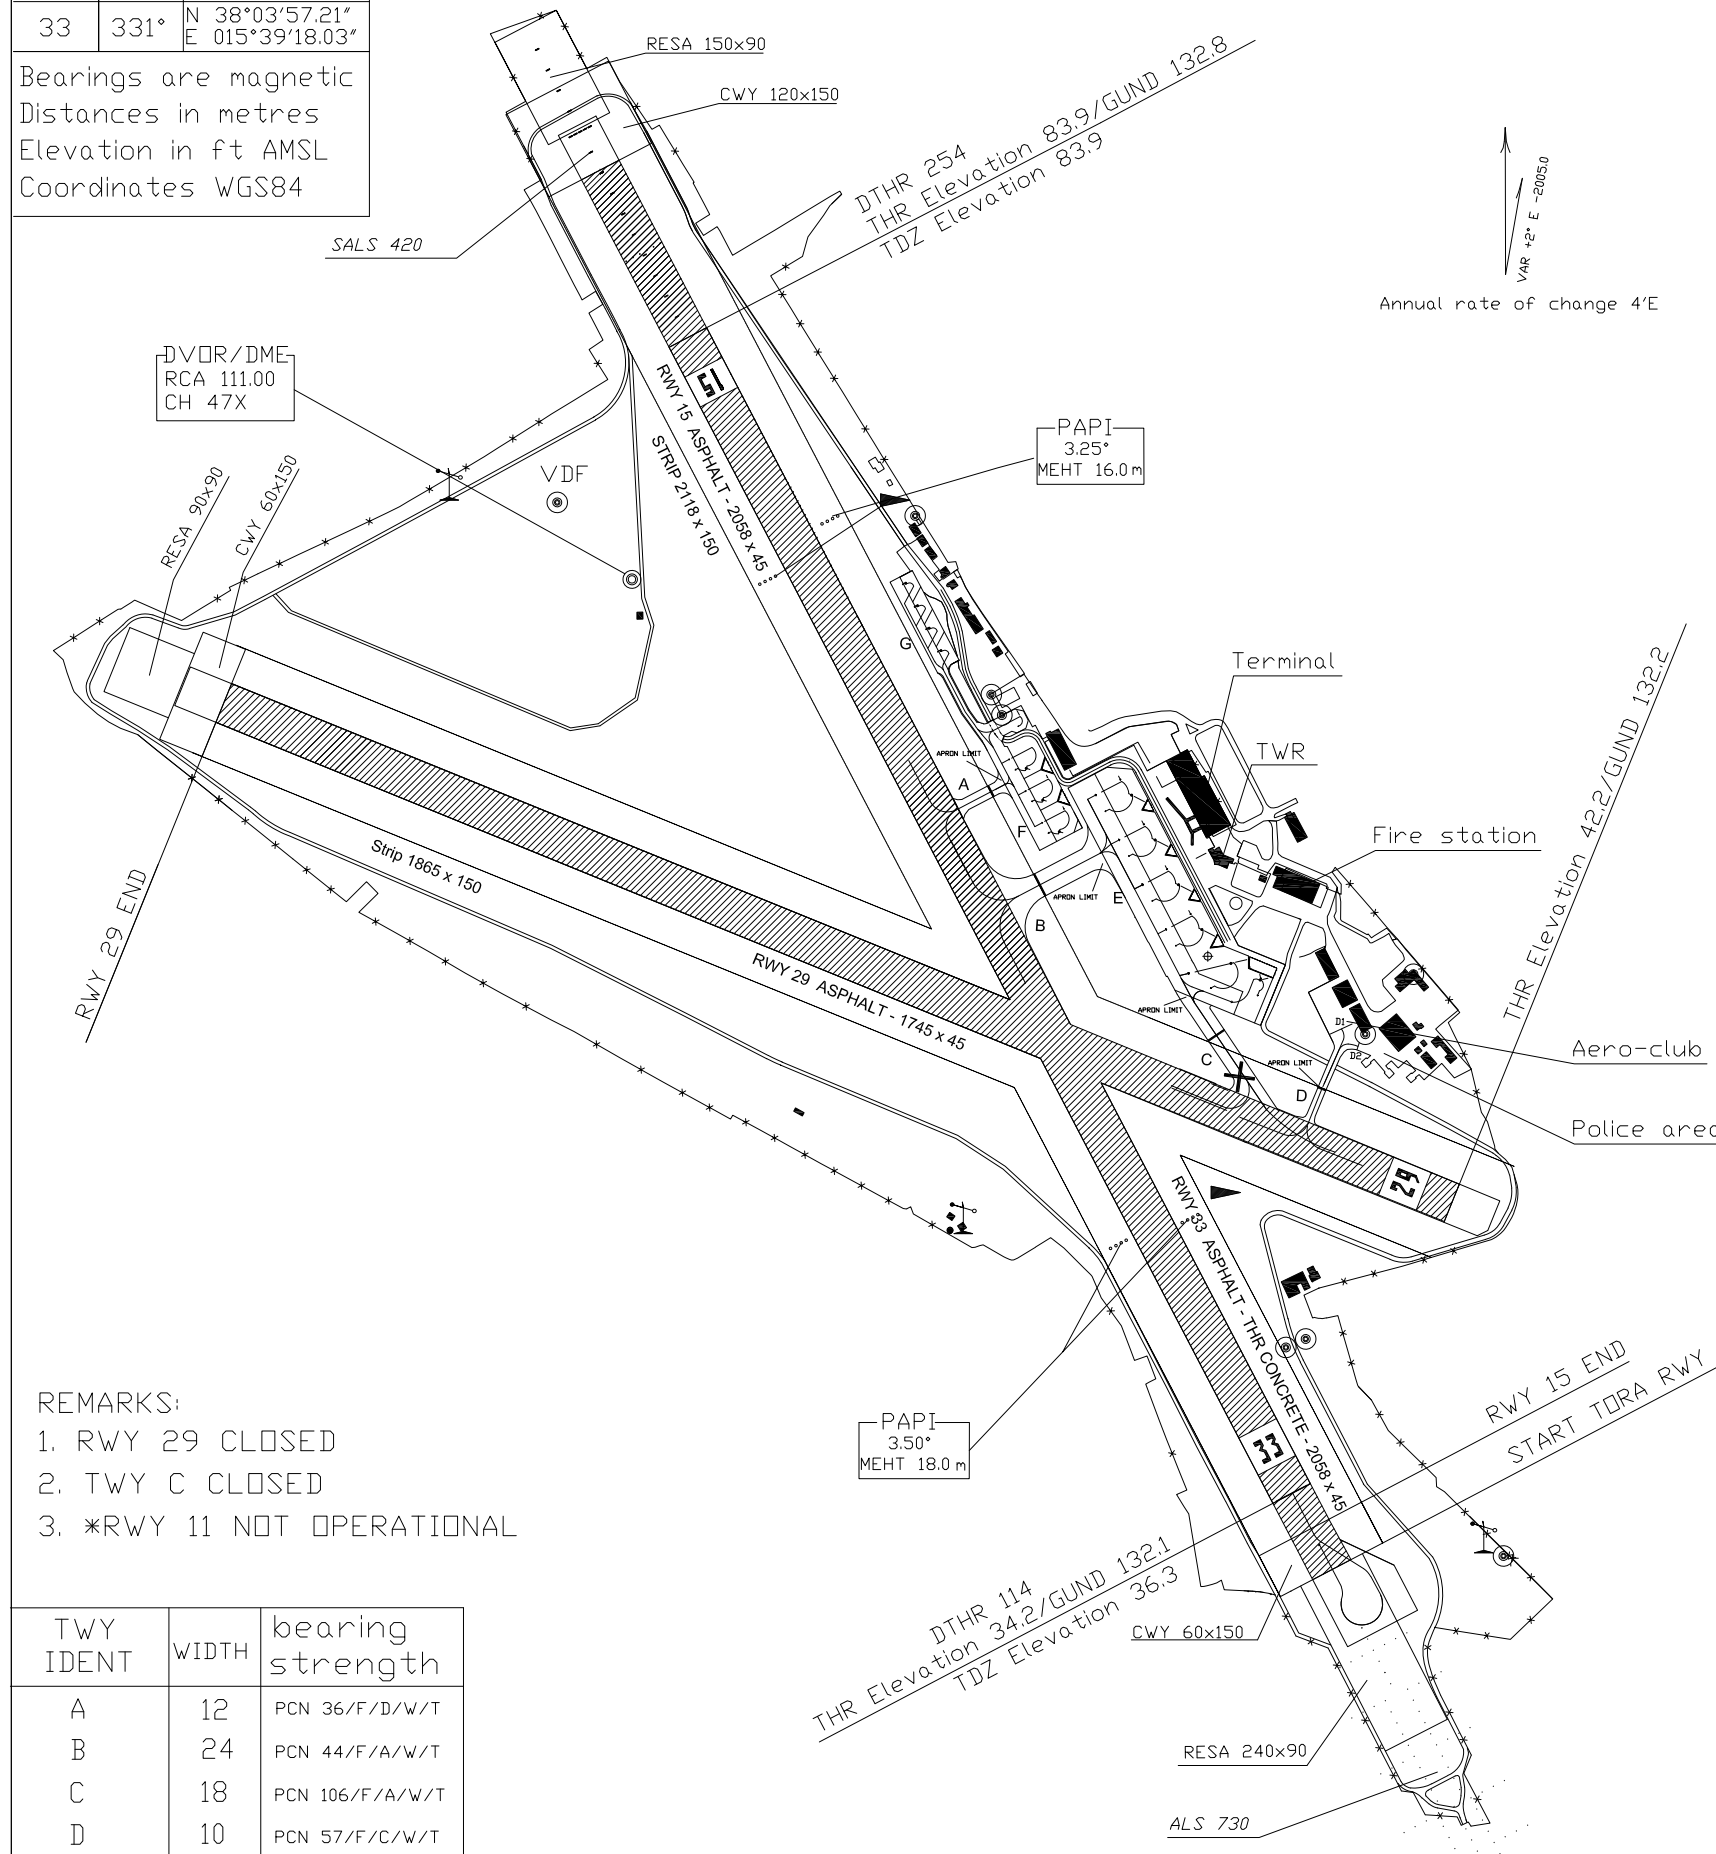 33 331° N 38°03'57.21"
E 015°39'18.03"
Bearings are magnetic
Distances in metres
Elevation in ft AMSL
Coordinates WGS84
RESA 150x90
CWY 120x150
DTHR 254
THR Elevation 83.9/GUND 132.8
TDZ Elevation 83.9
VAR +2° E -2005.0
Annual rate of change 4'E
SALS 420
DVOR/DME
RCA 111.00
CH 47X
VDF
15
RWY 15 ASPHALT - 2058 x 45
STRIP 2118 x 150
PAPI
3.25°
MEHT 16.0 m
RESA 90x90
CWY 60x150
G
Terminal
TWR
Fire station
THR Elevation 42.2/GUND 132.2
APRON LIMIT
A
F
APRON LIMIT
E
B
Strip 1865 x 150
RWY 29 END
RWY 29 ASPHALT - 1745 x 45
APRON LIMIT
C
APRON LIMIT
D
D1
D2
Aero-club
Police area
29
RWY 33 ASPHALT - THR CONCRETE - 2058 x 45
33
PAPI
3.50°
MEHT 18.0 m
RWY 15 END
START TORA RWY
DTHR 114
THR Elevation 34.2/GUND 132.1
TDZ Elevation 36.3
CWY 60x150
RESA 240x90
ALS 730
REMARKS:
1. RWY 29 CLOSED
2. TWY C CLOSED
3. *RWY 11 NOT OPERATIONAL
TWY IDENT WIDTH bearing strength
A 12 PCN 36/F/D/W/T
B 24 PCN 44/F/A/W/T
C 18 PCN 106/F/A/W/T
D 10 PCN 57/F/C/W/T